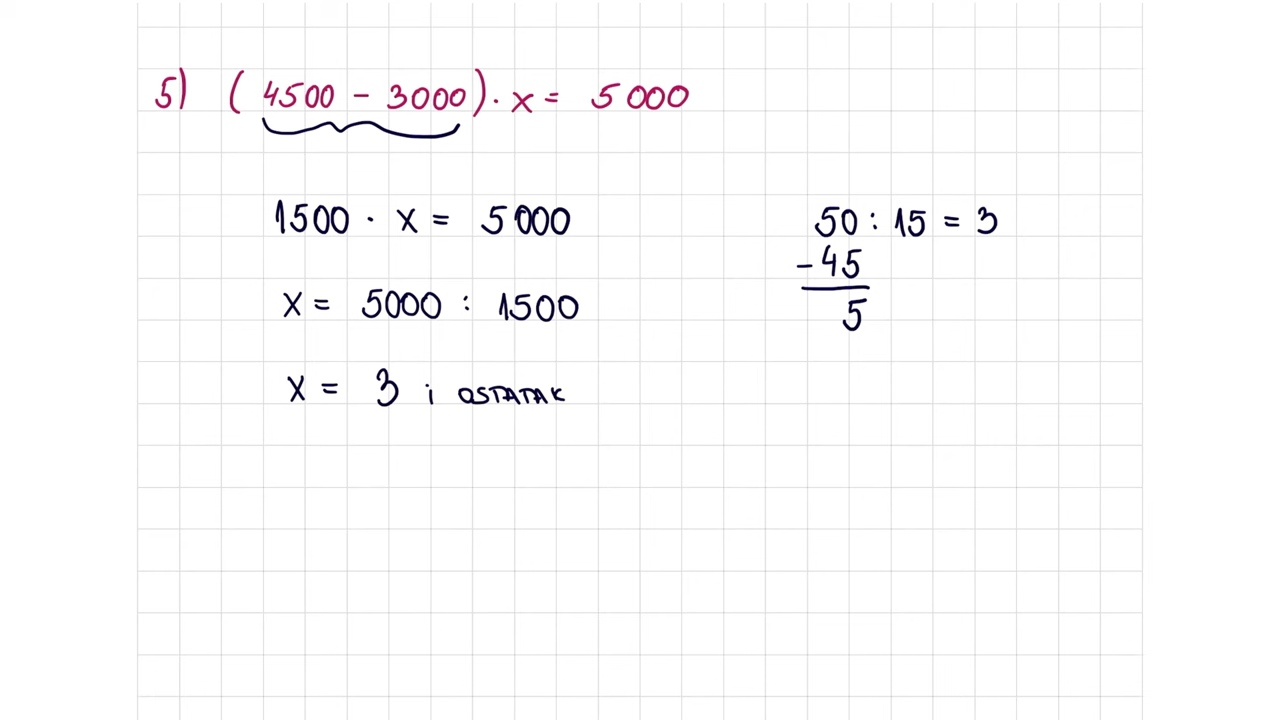 5) (4500 - 3000) · x = 5000
1500 · x = 5000
x = 5000 : 1500
x = 3 i OSTATAK
50 : 15 = 3
- 45
5